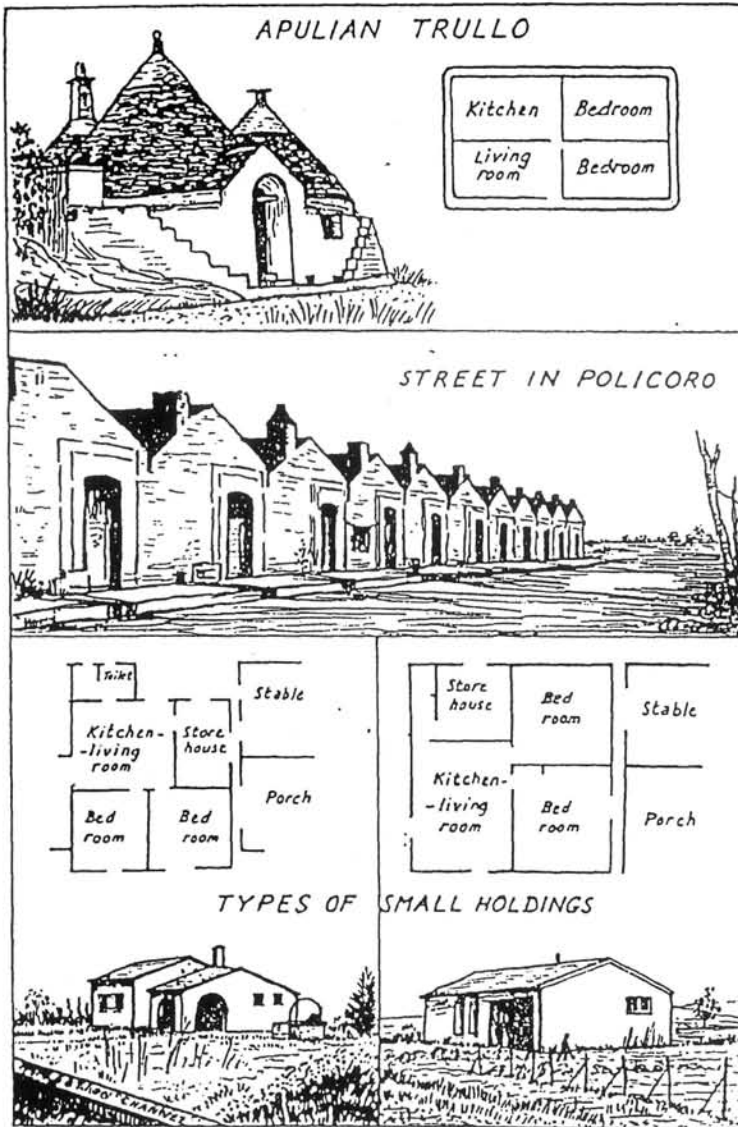 APULIAN TRULLO
Kitchen
Bedroom
Living
room
Bedroom
STREET IN POLICORO
Toilet
Stable
Kitchen-
-living
room
Store
house
Porch
Bed
room
Bed
room
Store
house
Bed
room
Stable
Kitchen-
-living
room
Bed
room
Porch
TYPES OF SMALL HOLDINGS
CHANNEL